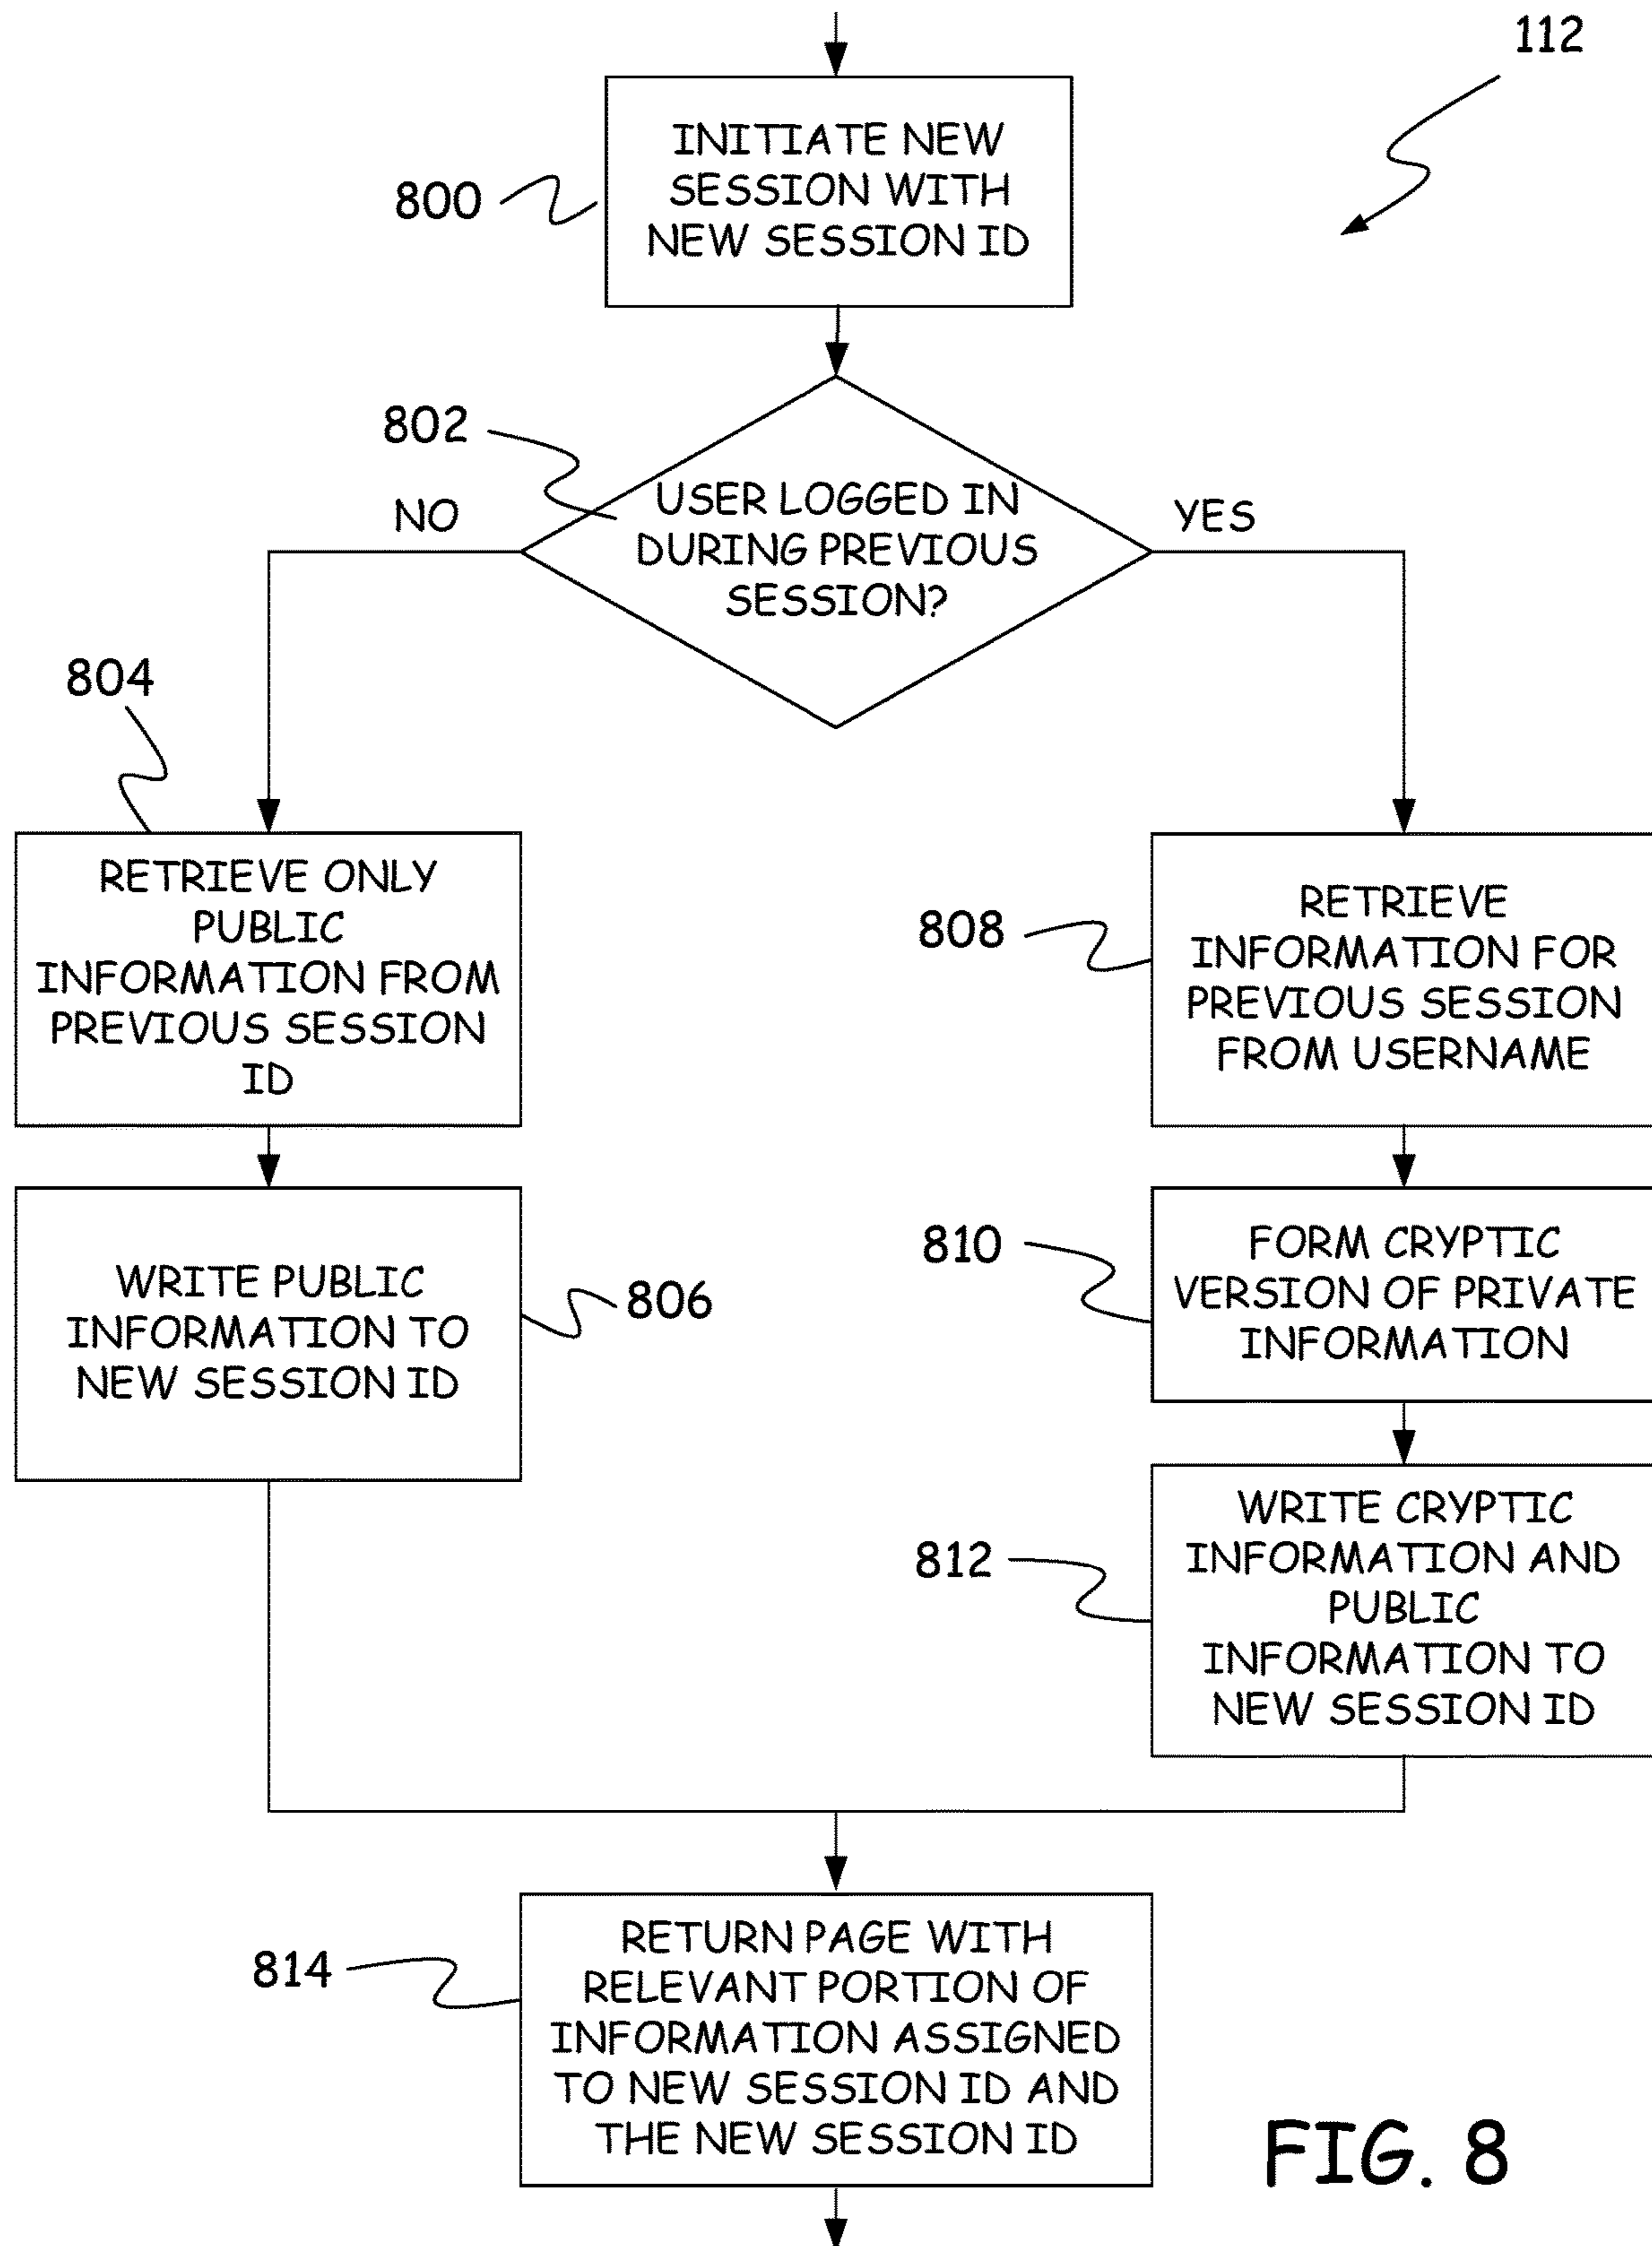 112
INITIATE NEW
SESSION WITH
NEW SESSION ID
800
802
USER LOGGED IN
DURING PREVIOUS
SESSION?
NO
YES
804
RETRIEVE ONLY
PUBLIC
INFORMATION FROM
PREVIOUS SESSION
ID
808
RETRIEVE
INFORMATION FOR
PREVIOUS SESSION
FROM USERNAME
WRITE PUBLIC
INFORMATION TO
NEW SESSION ID
806
810
FORM CRYPTIC
VERSION OF PRIVATE
INFORMATION
812
WRITE CRYPTIC
INFORMATION AND
PUBLIC
INFORMATION TO
NEW SESSION ID
814
RETURN PAGE WITH
RELEVANT PORTION OF
INFORMATION ASSIGNED
TO NEW SESSION ID AND
THE NEW SESSION ID
FIG. 8